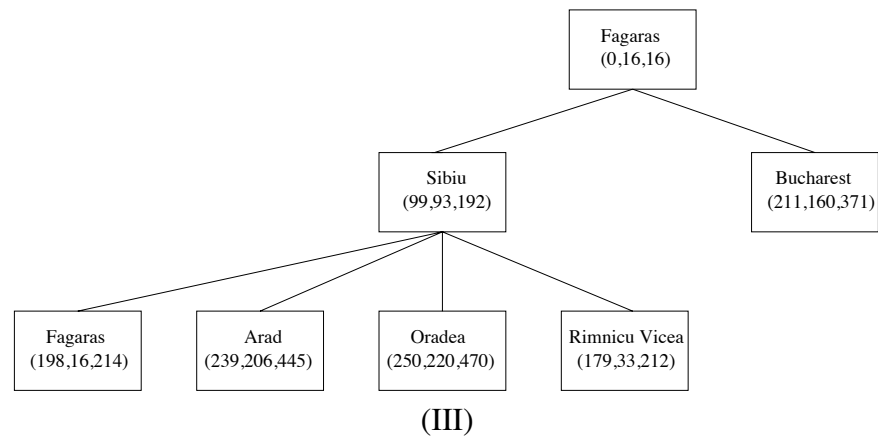 Fagaras
(0,16,16)
Sibiu
(99,93,192)
Bucharest
(211,160,371)
Fagaras
(198,16,214)
Arad
(239,206,445)
Oradea
(250,220,470)
Rimnicu Vicea
(179,33,212)
(III)